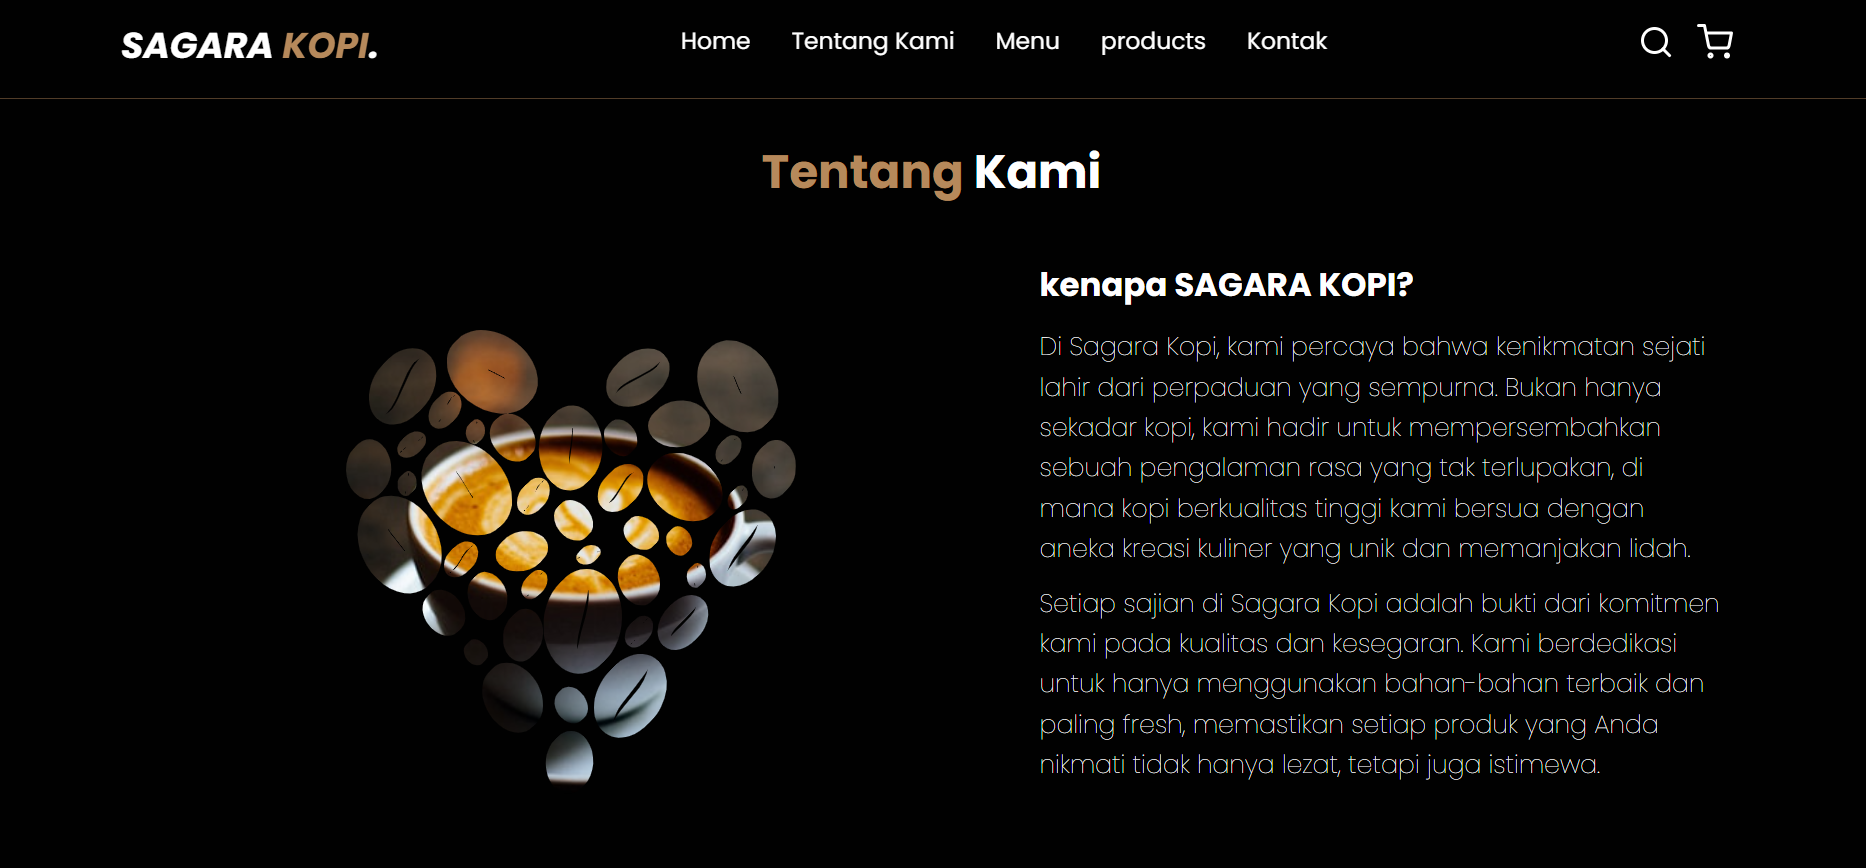 SAGARA KOPI.
Home Tentang Kami Menu products Kontak
Tentang Kami
kenapa SAGARA KOPI?
Di Sagara Kopi, kami percaya bahwa kenikmatan sejati
lahir dari perpaduan yang sempurna. Bukan hanya
sekadar kopi, kami hadir untuk mempersembahkan
sebuah pengalaman rasa yang tak terlupakan, di
mana kopi berkualitas tinggi kami bersua dengan
aneka kreasi kuliner yang unik dan memanjakan lidah.
Setiap sajian di Sagara Kopi adalah bukti dari komitmen
kami pada kualitas dan kesegaran. Kami berdedikasi
untuk hanya menggunakan bahan-bahan terbaik dan
paling fresh, memastikan setiap produk yang Anda
nikmati tidak hanya lezat, tetapi juga istimewa.